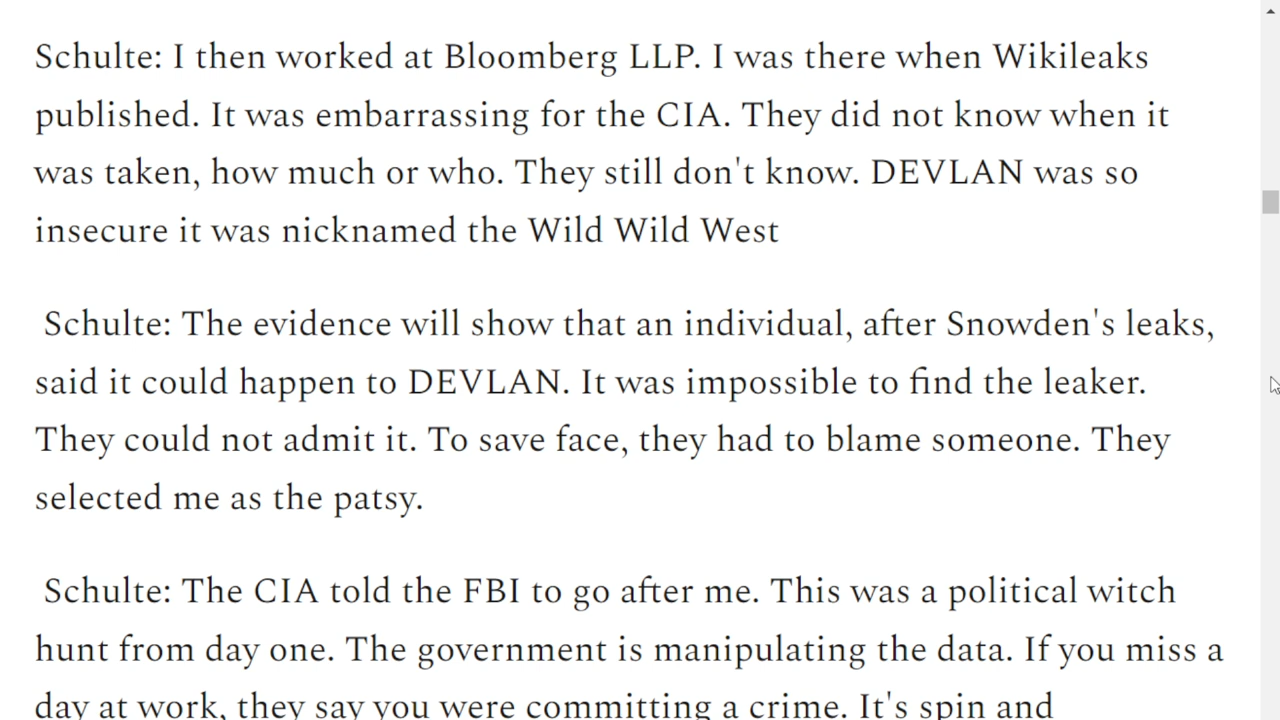 Schulte: I then worked at Bloomberg LLP. I was there when Wikileaks
published. It was embarrassing for the CIA. They did not know when it
was taken, how much or who. They still don't know. DEVLAN was so
insecure it was nicknamed the Wild Wild West
Schulte: The evidence will show that an individual, after Snowden's leaks,
said it could happen to DEVLAN. It was impossible to find the leaker.
They could not admit it. To save face, they had to blame someone. They
selected me as the patsy.
Schulte: The CIA told the FBI to go after me. This was a political witch
hunt from day one. The government is manipulating the data. If you miss a
day at work, they say you were committing a crime. It's spin and